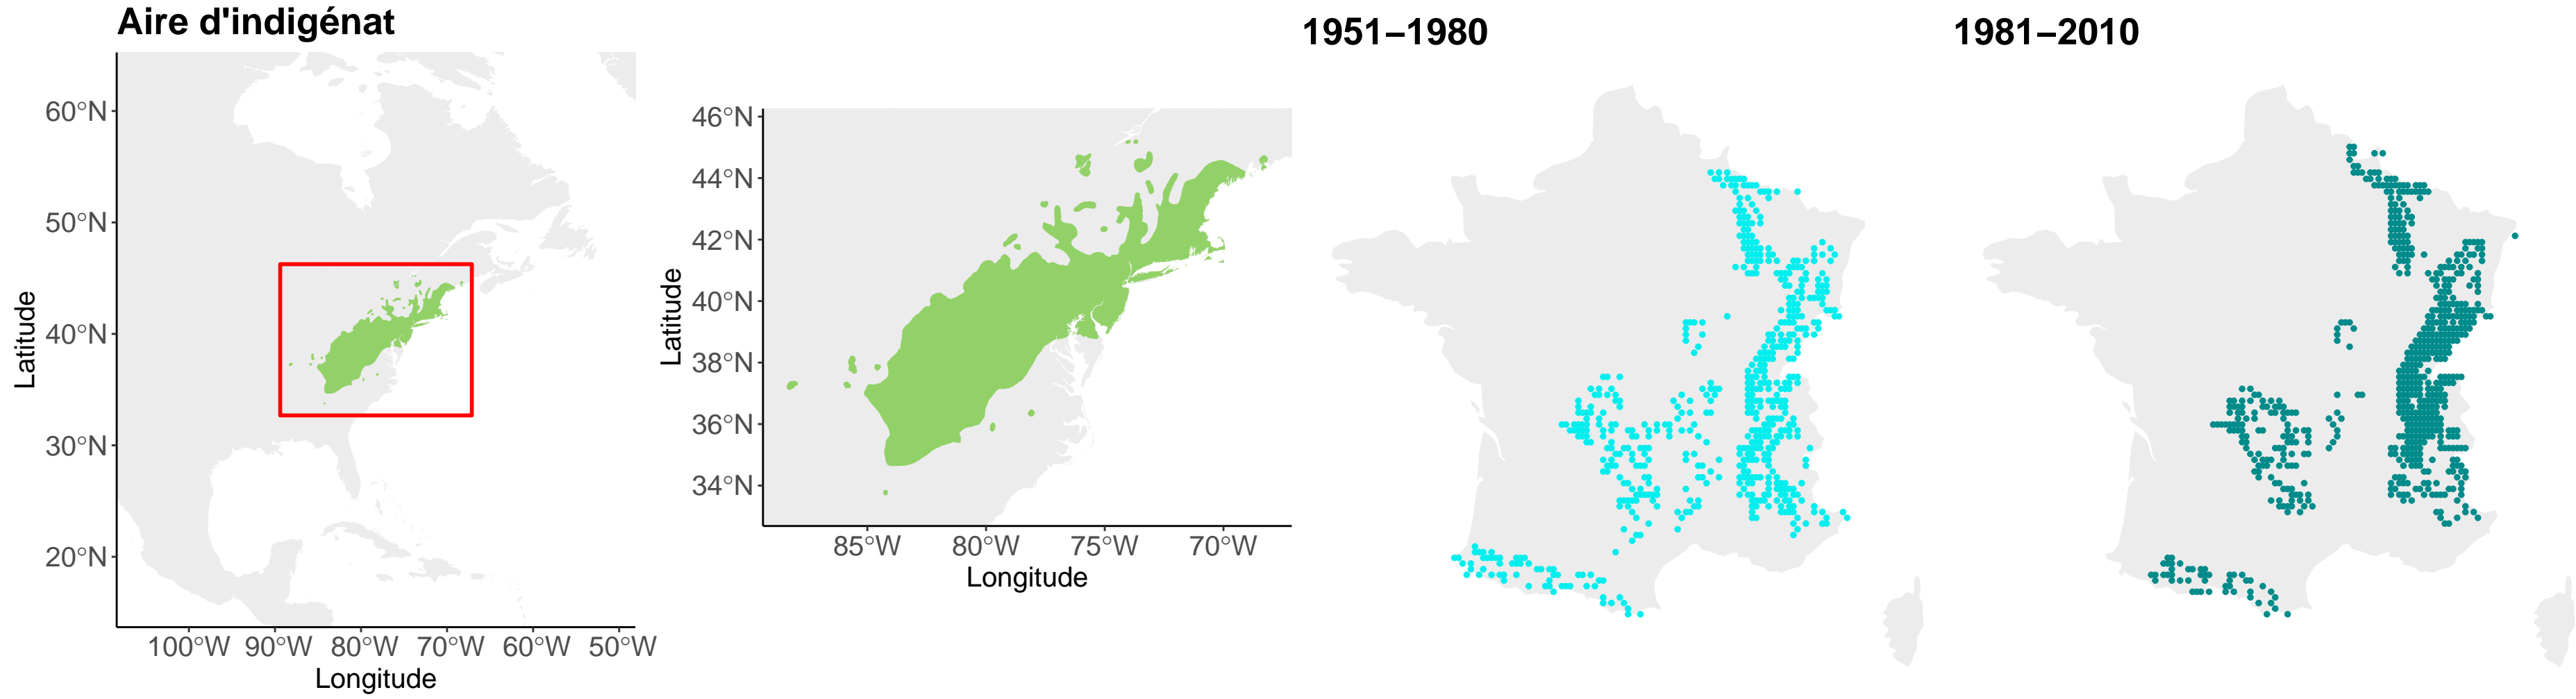 Aire d'indigénat
60°N
50°N
40°N
30°N
20°N
Latitude
100°W 90°W 80°W 70°W 60°W 50°W
Longitude
46°N
44°N
42°N
40°N
38°N
36°N
34°N
Latitude
85°W 80°W 75°W 70°W
Longitude
1951–1980
1981–2010